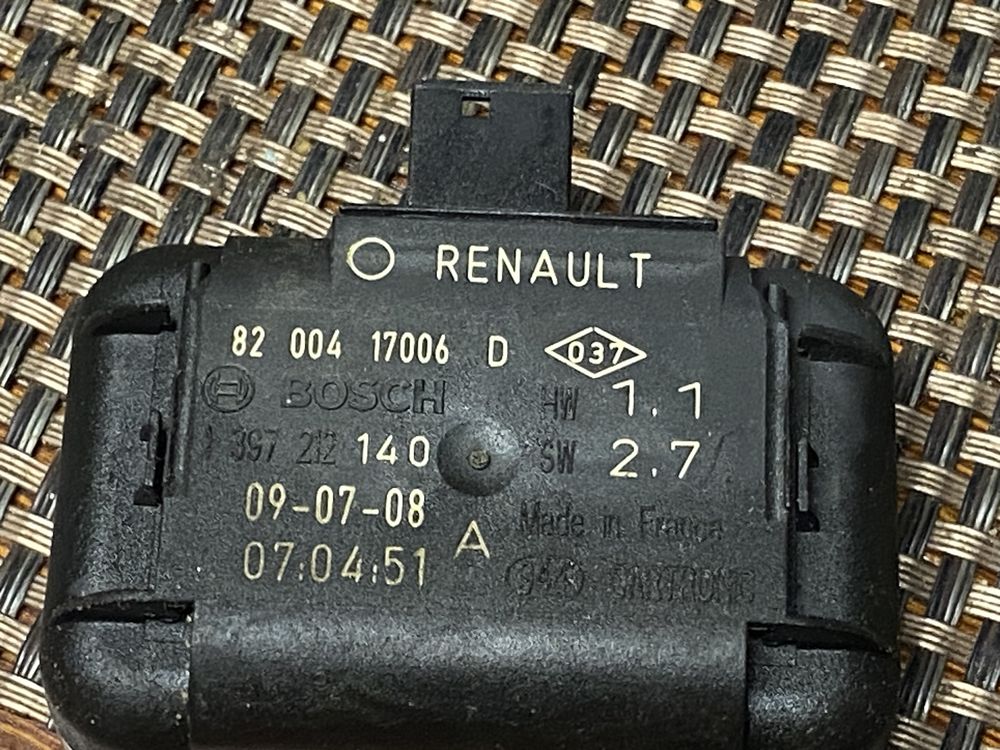 RENAULT
82 004 17006 D 037
BOSCH HW 1.1
397 212 140 SW 2.7
09-07-08 A Made in France
07:04:51